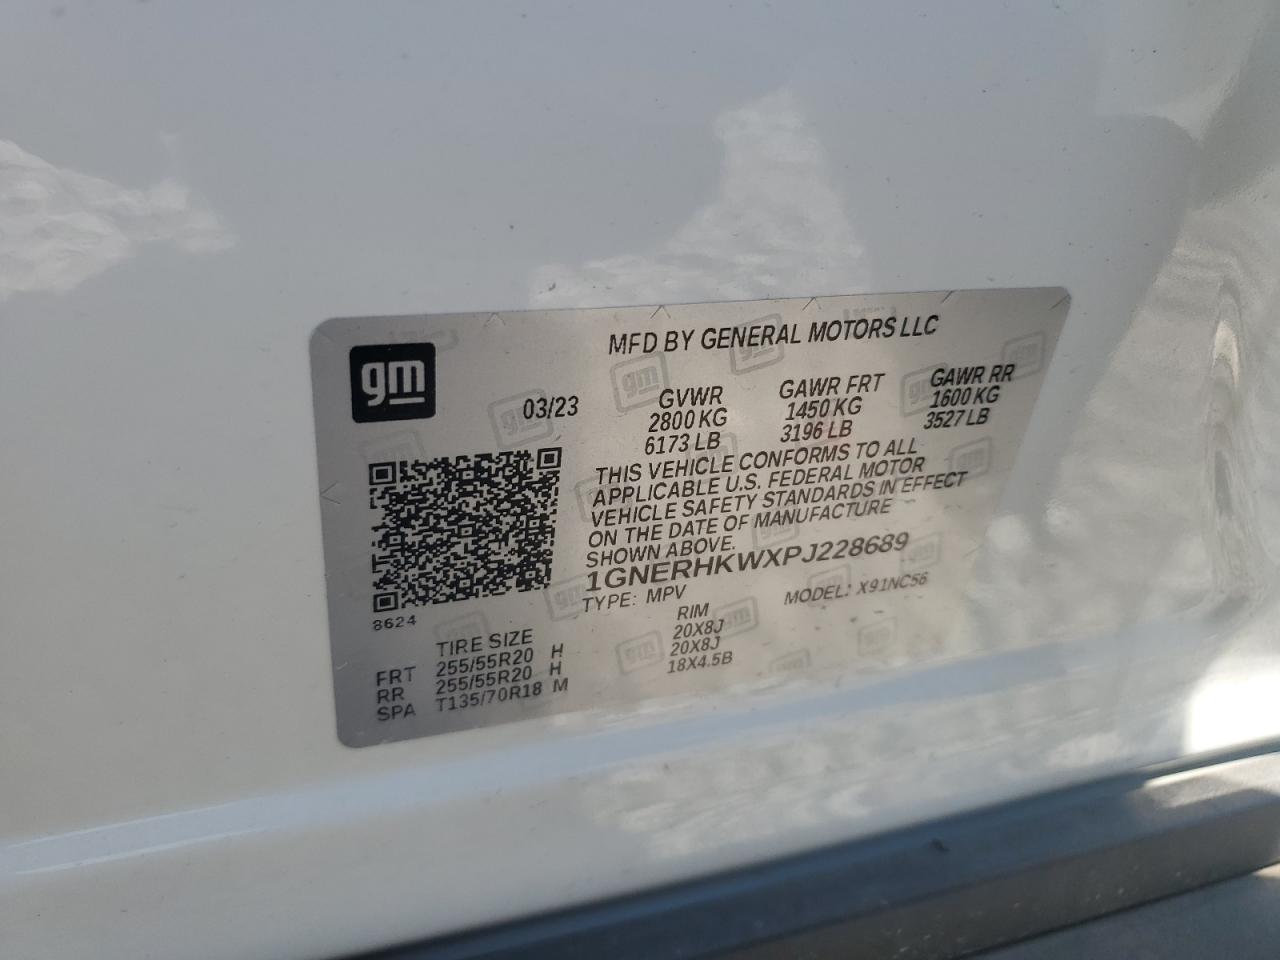 MFD BY GENERAL MOTORS LLC
gm
03/23
GVWR GAWR FRT GAWR RR
2800 KG 1450 KG 1600 KG
6173 LB 3196 LB 3527 LB
THIS VEHICLE CONFORMS TO ALL
APPLICABLE U.S. FEDERAL MOTOR
VEHICLE SAFETY STANDARDS IN EFFECT
ON THE DATE OF MANUFACTURE
SHOWN ABOVE.
1GNERHKWXPJ228689
TYPE: MPV MODEL: X91NC56
8624
TIRE SIZE RIM
FRT 255/55R20 H 20X8J
RR 255/55R20 H 20X8J
SPA T135/70R18 M 18X4.5B